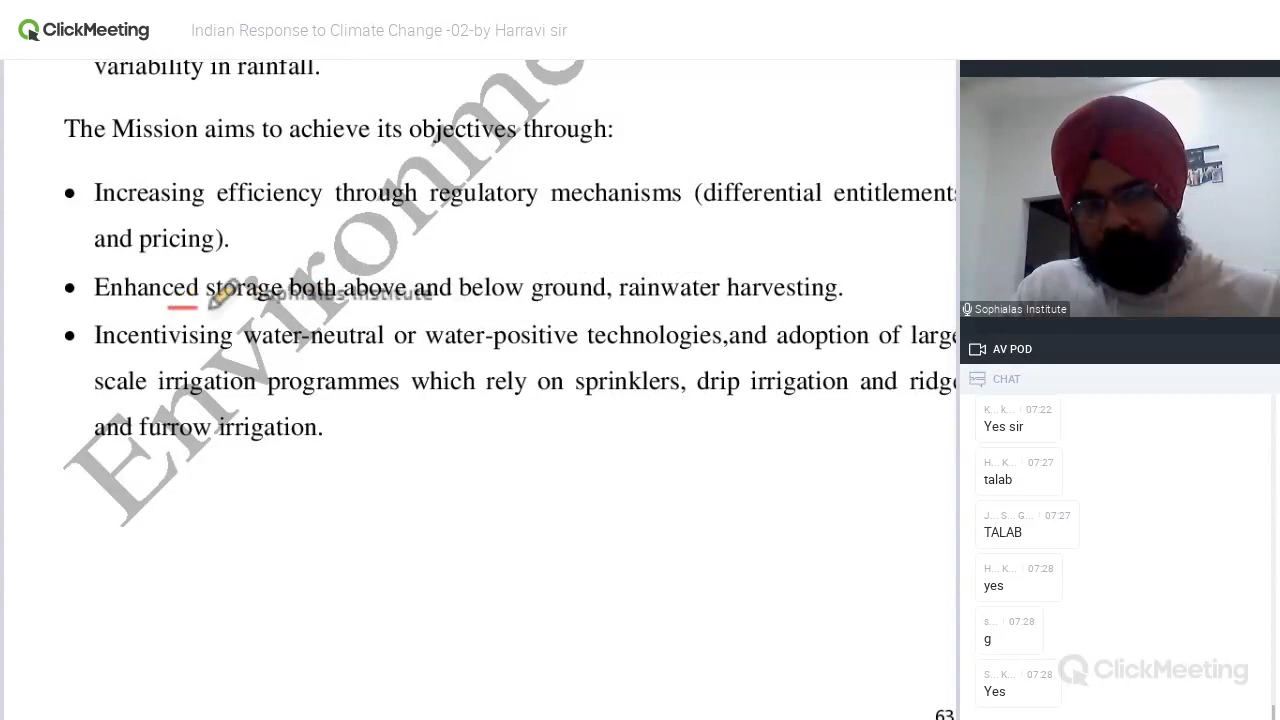 ClickMeeting
Indian Response to Climate Change -02-by Harravi sir
variability in rainfall.
The Mission aims to achieve its objectives through:
• Increasing efficiency through regulatory mechanisms (differential entitlements
and pricing).
• Enhanced storage both above and below ground, rainwater harvesting.
Sophialas Institute
• Incentivising water-neutral or water-positive technologies,and adoption of large
scale irrigation programmes which rely on sprinklers, drip irrigation and ridge
and furrow irrigation.
Environme
63
Sophialas Institute
AV POD
CHAT
K... k... 07:22
Yes sir
H... K... 07:27
talab
J... S... G... 07:27
TALAB
H... K... 07:28
yes
s... 07:28
g
S... K... 07:28
Yes
ClickMeeting